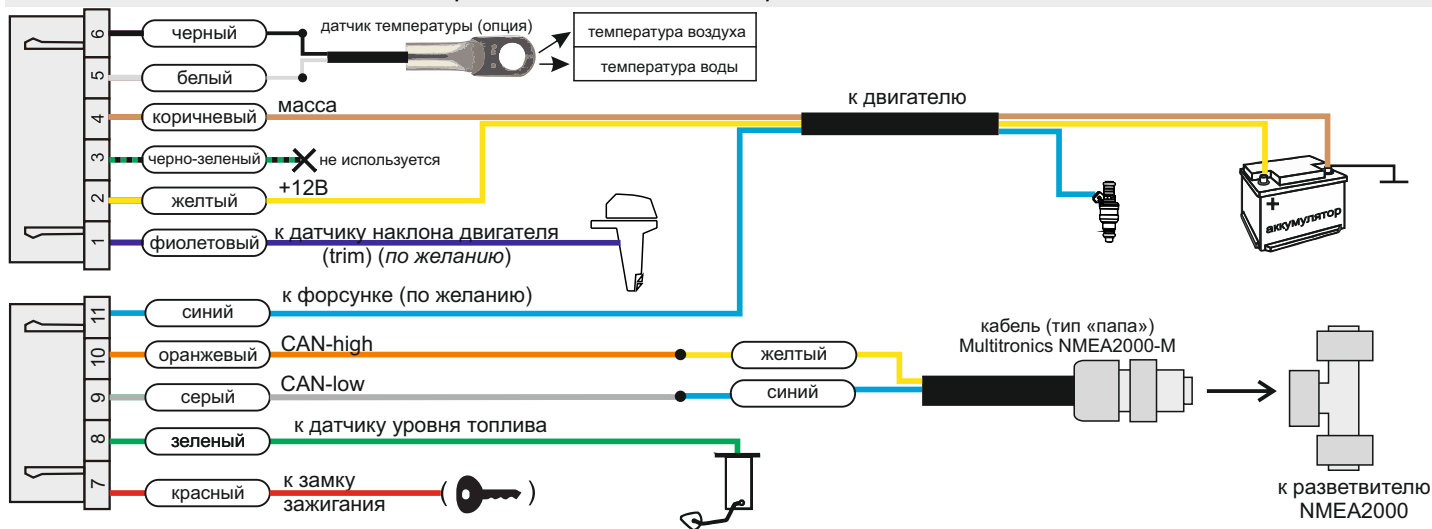 6
черный
датчик температуры (опция)
температура воздуха
температура воды
5
белый
4
коричневый
масса
к двигателю
3
черно-зеленый
не используется
2
желтый
+12В
1
фиолетовый
к датчику наклона двигателя
(trim) (по желанию)
+
аккумулятор
11
синий
к форсунке (по желанию)
10
оранжевый
CAN-high
желтый
кабель (тип «папа»)
Multitronics NMEA2000-M
9
серый
CAN-low
синий
8
зеленый
к датчику уровня топлива
7
красный
к замку
зажигания
( )
к разветвителю
NMEA2000